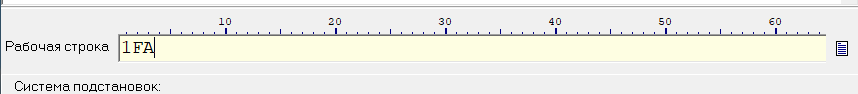 10 20 30 40 50 60
Рабочая строка 1FA
Система подстановок: